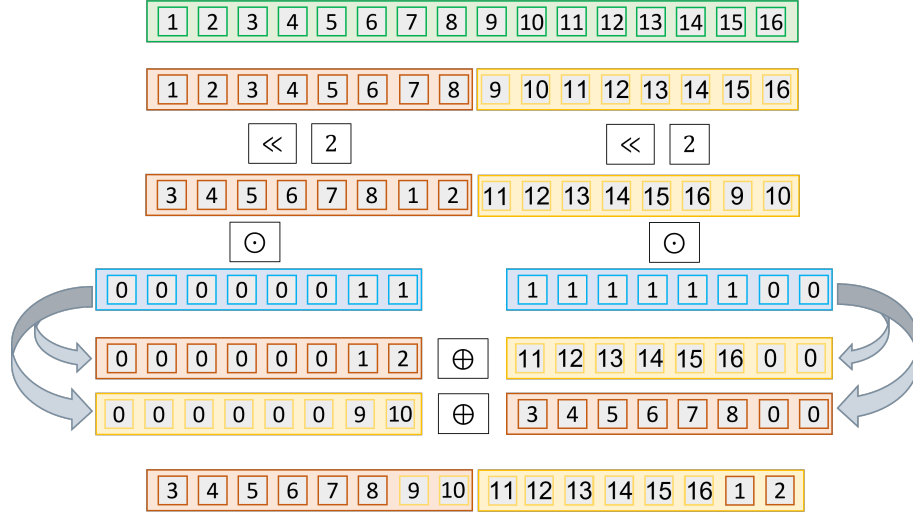 1 2 3 4 5 6 7 8 9 10 11 12 13 14 15 16
1 2 3 4 5 6 7 8 9 10 11 12 13 14 15 16
≪ 2 ≪ 2
3 4 5 6 7 8 1 2 11 12 13 14 15 16 9 10
⊙ ⊙
0 0 0 0 0 0 1 1 1 1 1 1 1 1 0 0
0 0 0 0 0 0 1 2 ⊕ 11 12 13 14 15 16 0 0
0 0 0 0 0 0 9 10 ⊕ 3 4 5 6 7 8 0 0
3 4 5 6 7 8 9 10 11 12 13 14 15 16 1 2